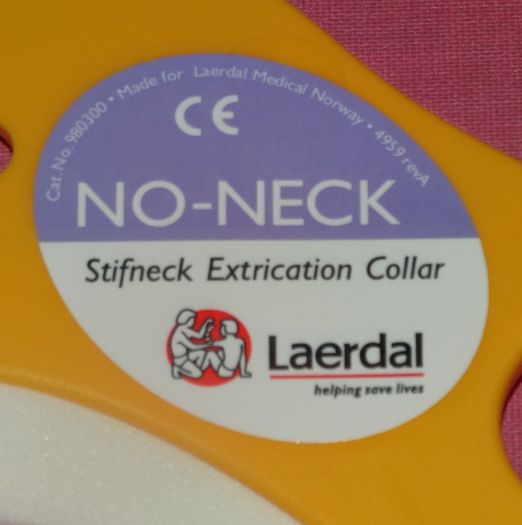 Cat.No. 980300 • Made for Laerdal Medical Norway • 4959 revA
CE
NO-NECK
Stifneck Extrication Collar
Laerdal
helping save lives